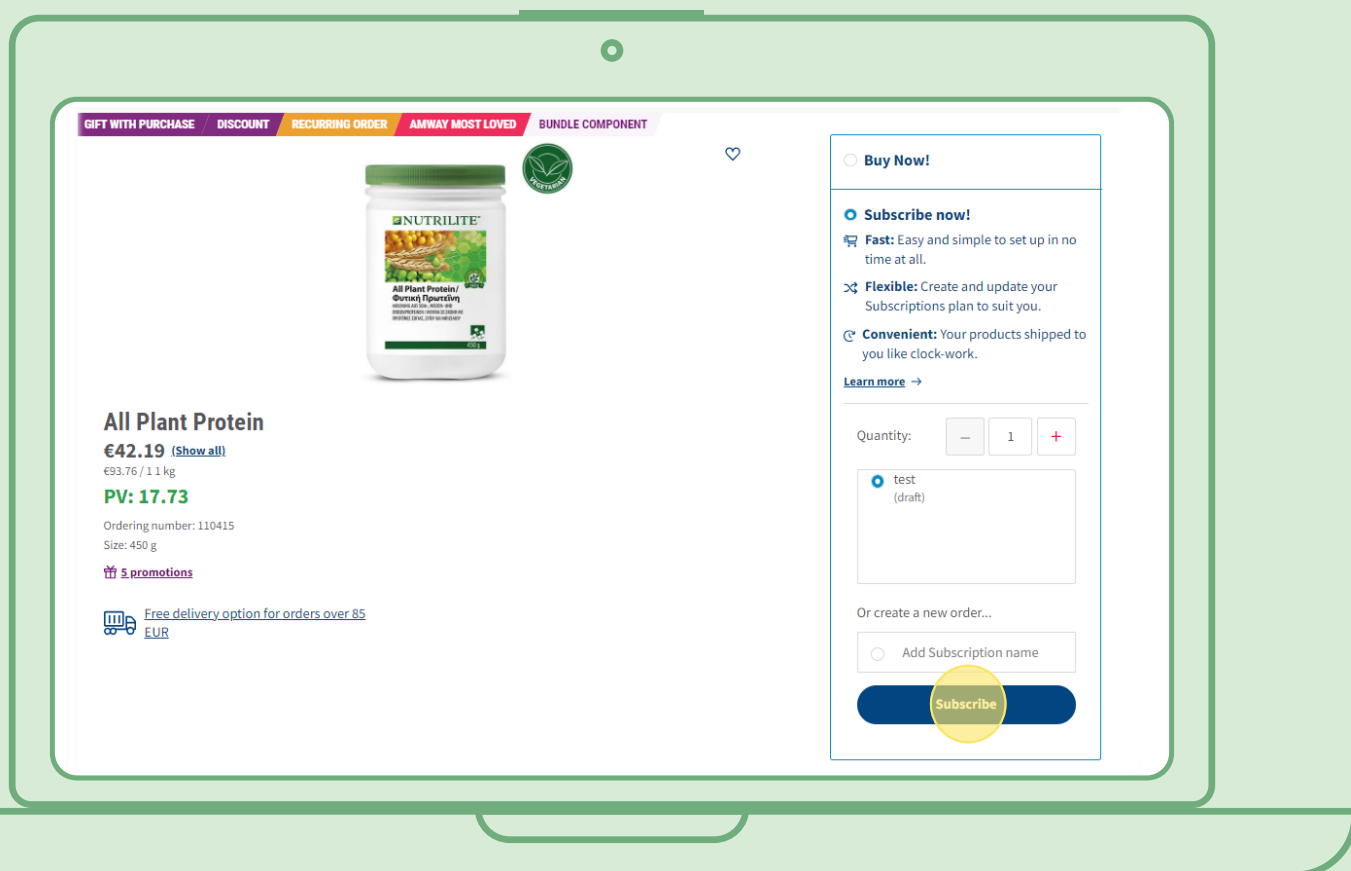 GIFT WITH PURCHASE
DISCOUNT
RECURRING ORDER
AMWAY MOST LOVED
BUNDLE COMPONENT
VEGETARIAN
NUTRILITE™
All Plant Protein/
Φυτική Πρωτεΐνη
450 g
All Plant Protein
€42.19 (Show all)
€93.76 / 1 1 kg
PV: 17.73
Ordering number: 110415
Size: 450 g
5 promotions
Free delivery option for orders over 85
EUR
Buy Now!
Subscribe now!
Fast: Easy and simple to set up in no
time at all.
Flexible: Create and update your
Subscriptions plan to suit you.
Convenient: Your products shipped to
you like clock-work.
Learn more →
Quantity:
–
1
+
test
(draft)
Or create a new order...
Add Subscription name
Subscribe